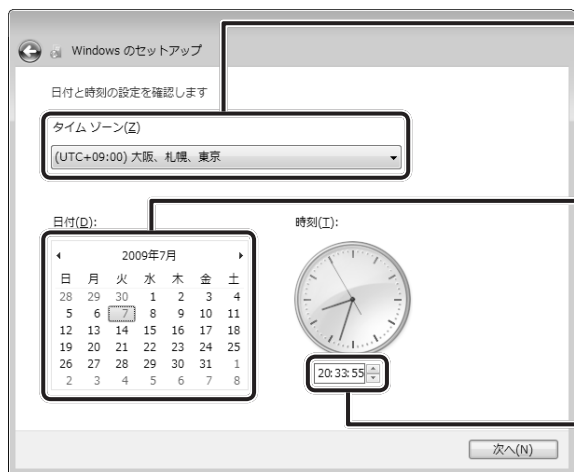 Windows のセットアップ
日付と時刻の設定を確認します
タイム ゾーン(Z)
(UTC+09:00) 大阪、札幌、東京
日付(D):
時刻(T):
2009年7月
日 月 火 水 木 金 土
28 29 30 1 2 3 4
5 6 7 8 9 10 11
12 13 14 15 16 17 18
19 20 21 22 23 24 25
26 27 28 29 30 31 1
2 3 4 5 6 7 8
20:33:55
次へ(N)